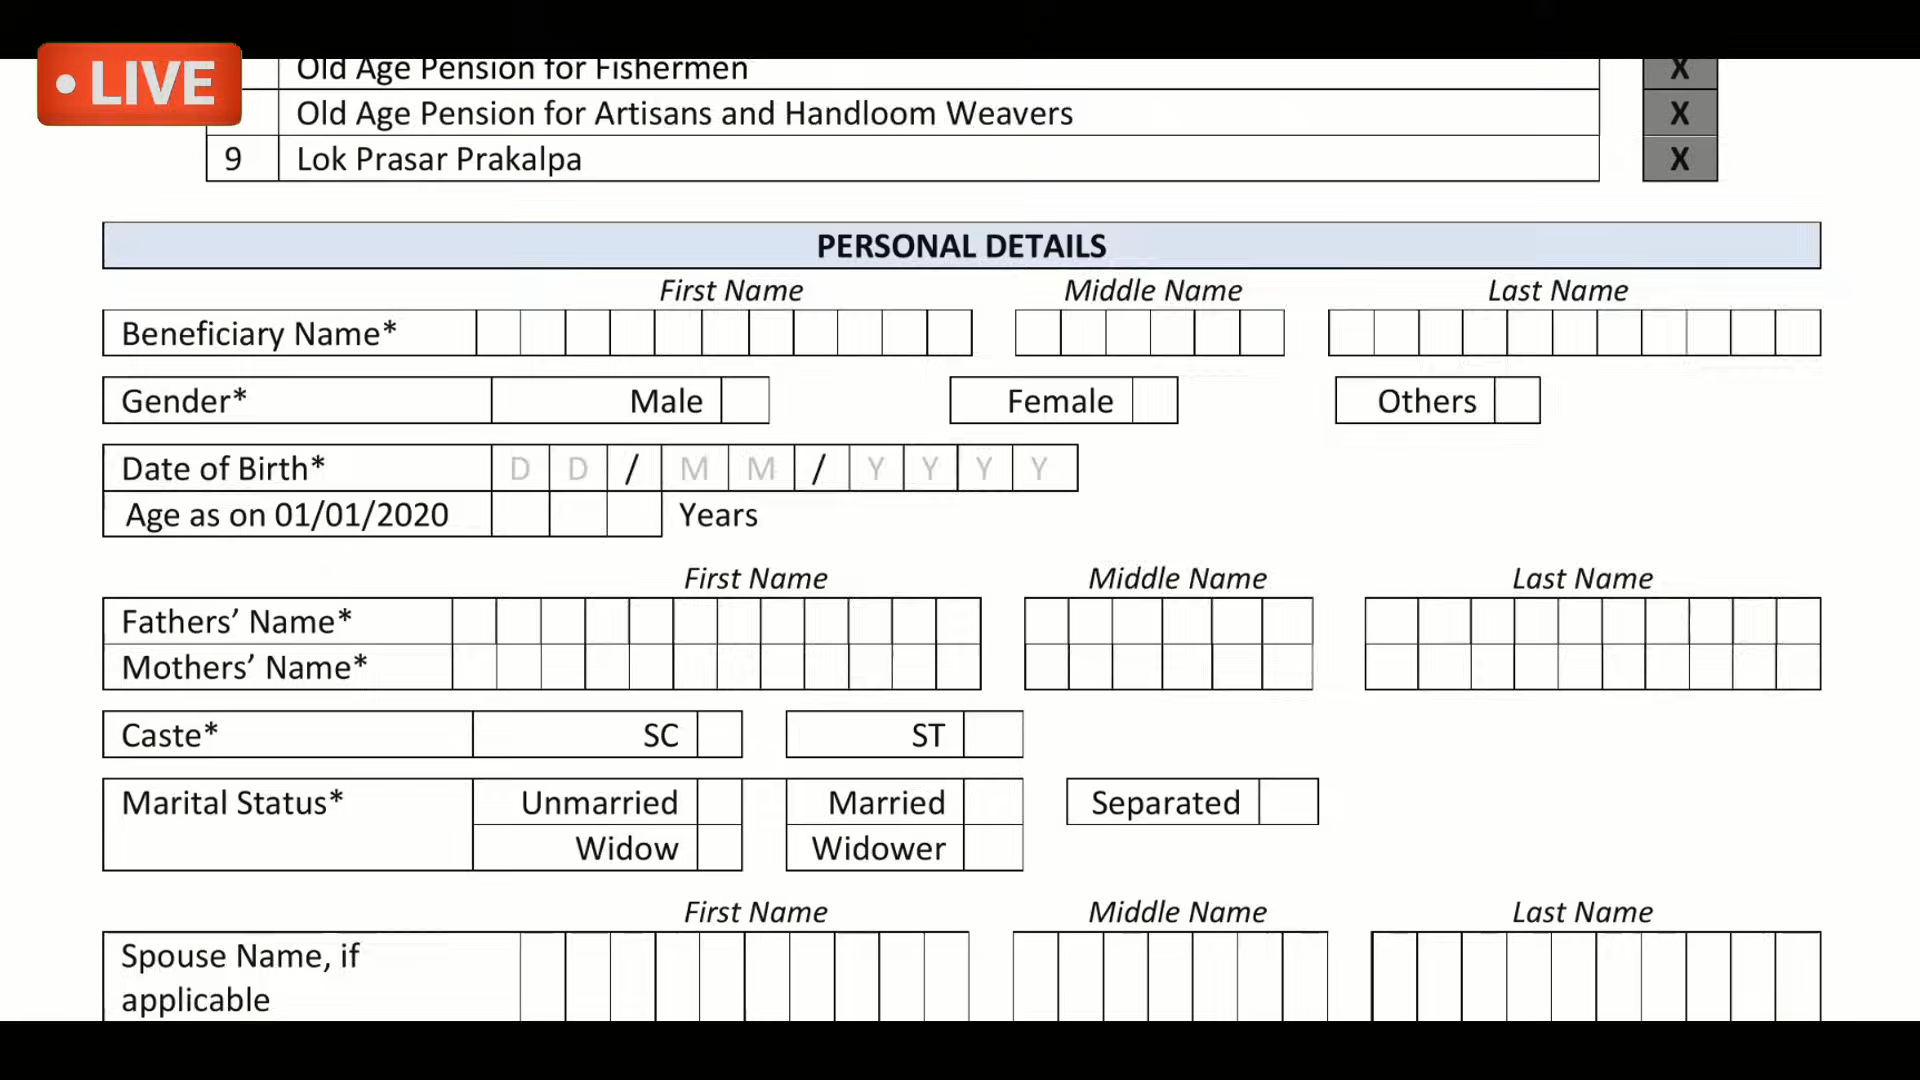 LIVE
Old Age Pension for Fishermen X
Old Age Pension for Artisans and Handloom Weavers X
9 Lok Prasar Prakalpa X
PERSONAL DETAILS
First Name Middle Name Last Name
Beneficiary Name*
Gender* Male Female Others
Date of Birth* D D / M M / Y Y Y Y
Age as on 01/01/2020 Years
First Name Middle Name Last Name
Fathers’ Name*
Mothers’ Name*
Caste* SC ST
Marital Status* Unmarried Married Separated
Widow Widower
First Name Middle Name Last Name
Spouse Name, if
applicable